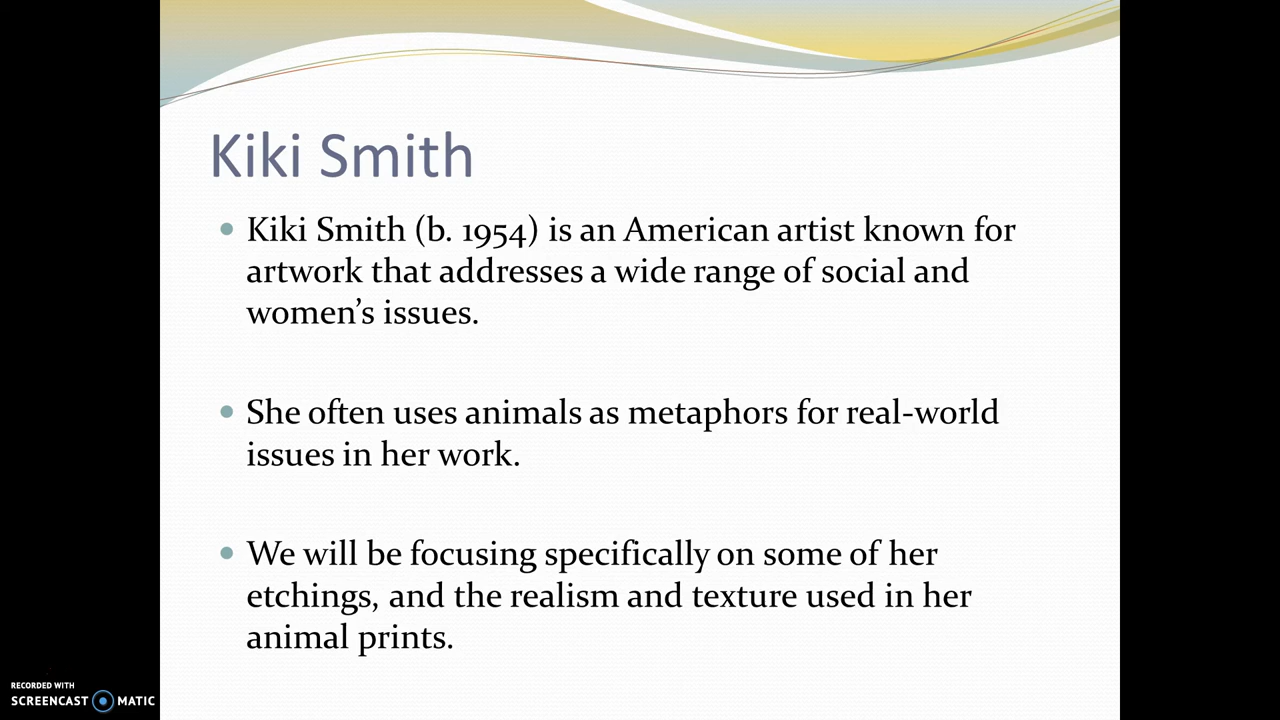 Kiki Smith
• Kiki Smith (b. 1954) is an American artist known for
artwork that addresses a wide range of social and
women’s issues.
• She often uses animals as metaphors for real-world
issues in her work.
• We will be focusing specifically on some of her
etchings, and the realism and texture used in her
animal prints.
RECORDED WITH
SCREENCAST MATIC